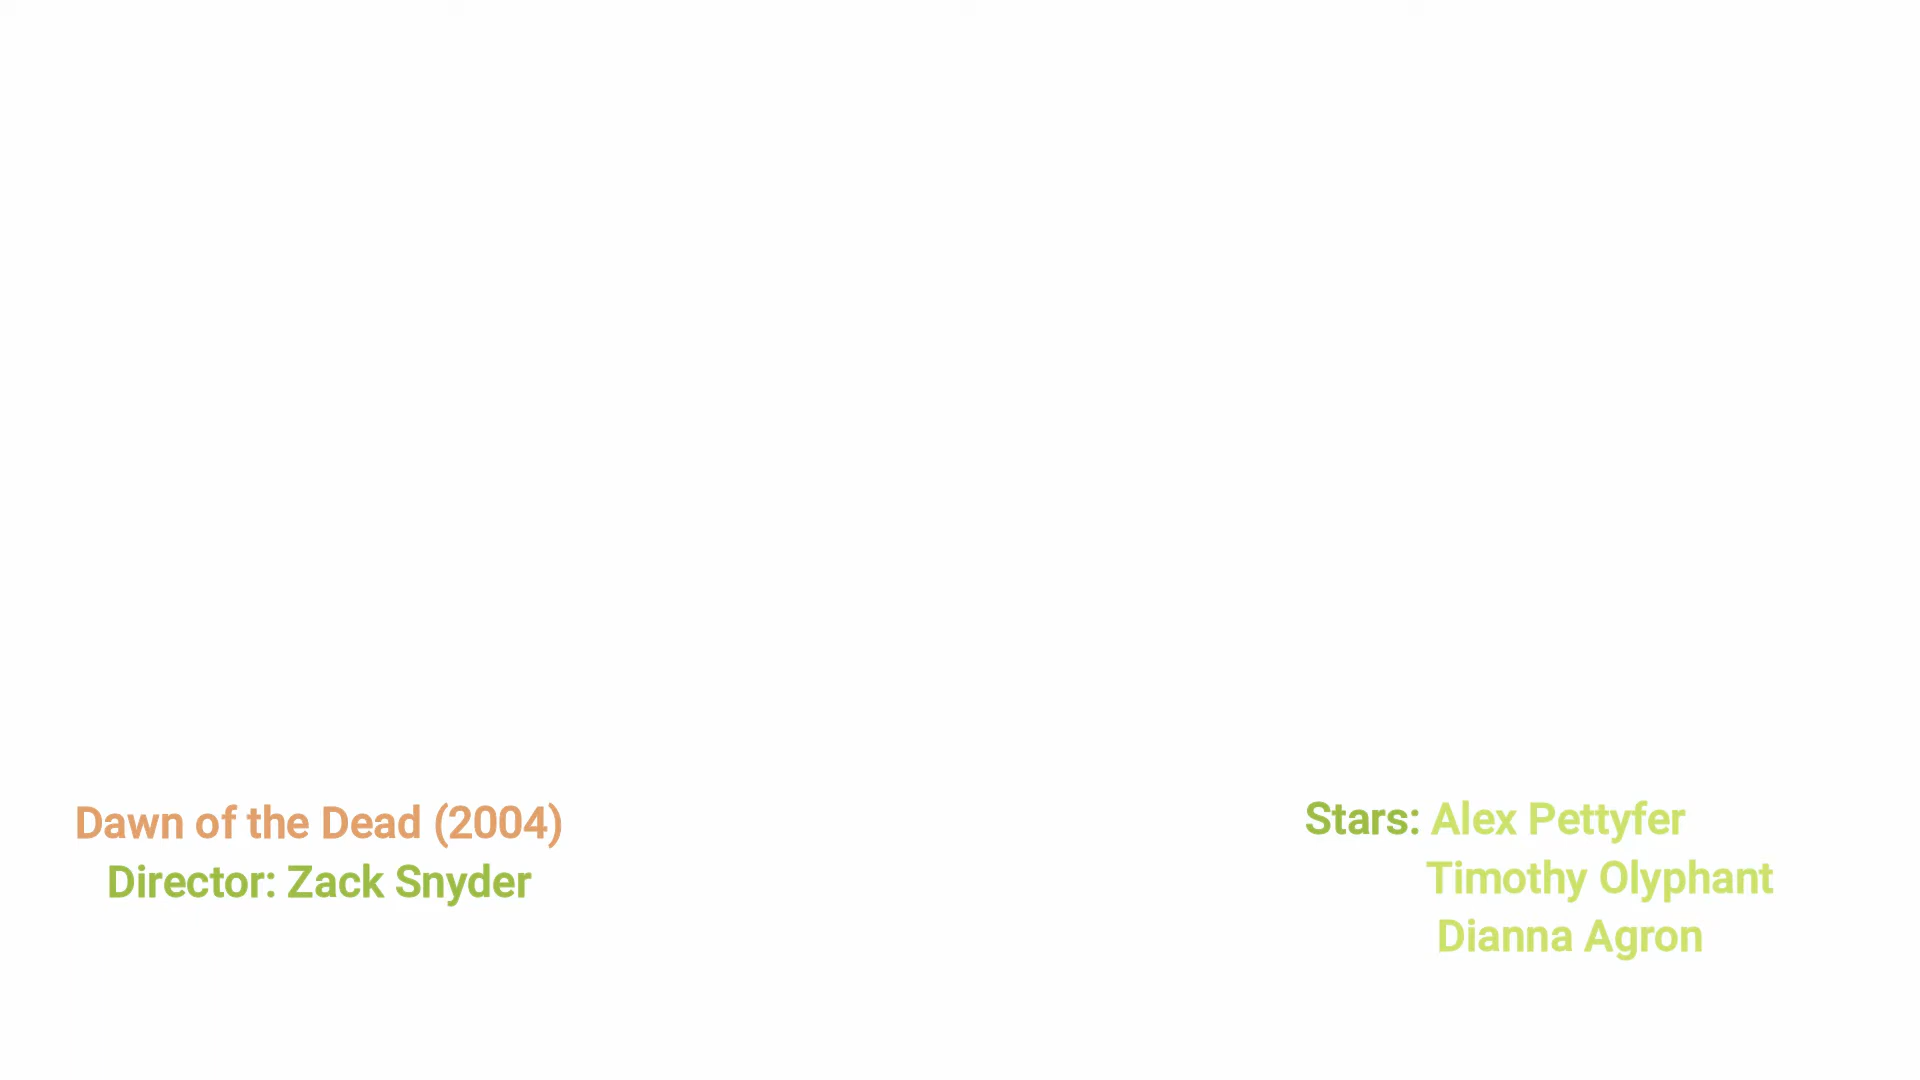 Dawn of the Dead (2004)
Director: Zack Snyder
Stars: Alex Pettyfer
Timothy Olyphant
Dianna Agron